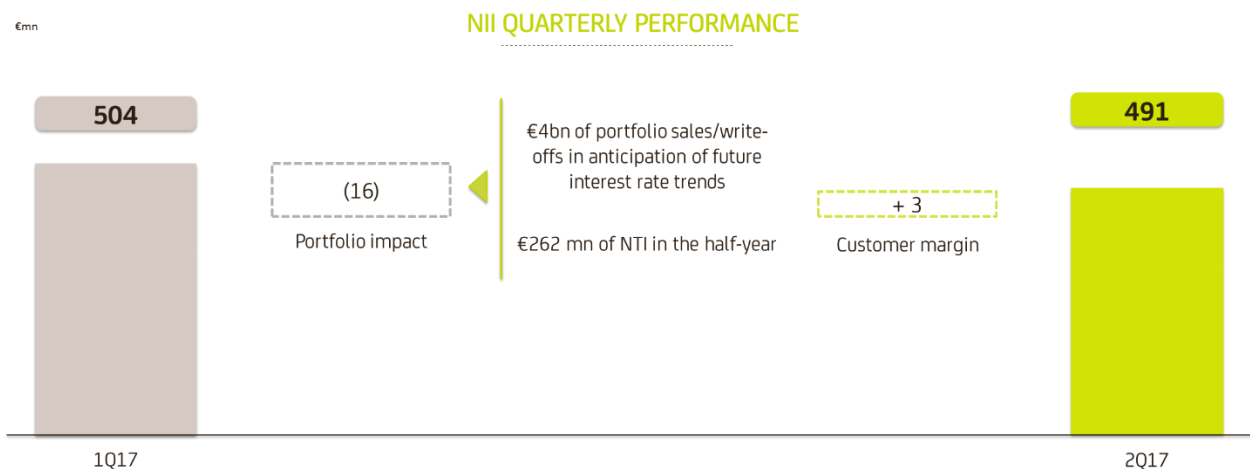 €mn
NII QUARTERLY PERFORMANCE
504
491
€4bn of portfolio sales/write-
offs in anticipation of future
interest rate trends
(16)
+ 3
Portfolio impact
€262 mn of NTI in the half-year
Customer margin
1Q17
2Q17